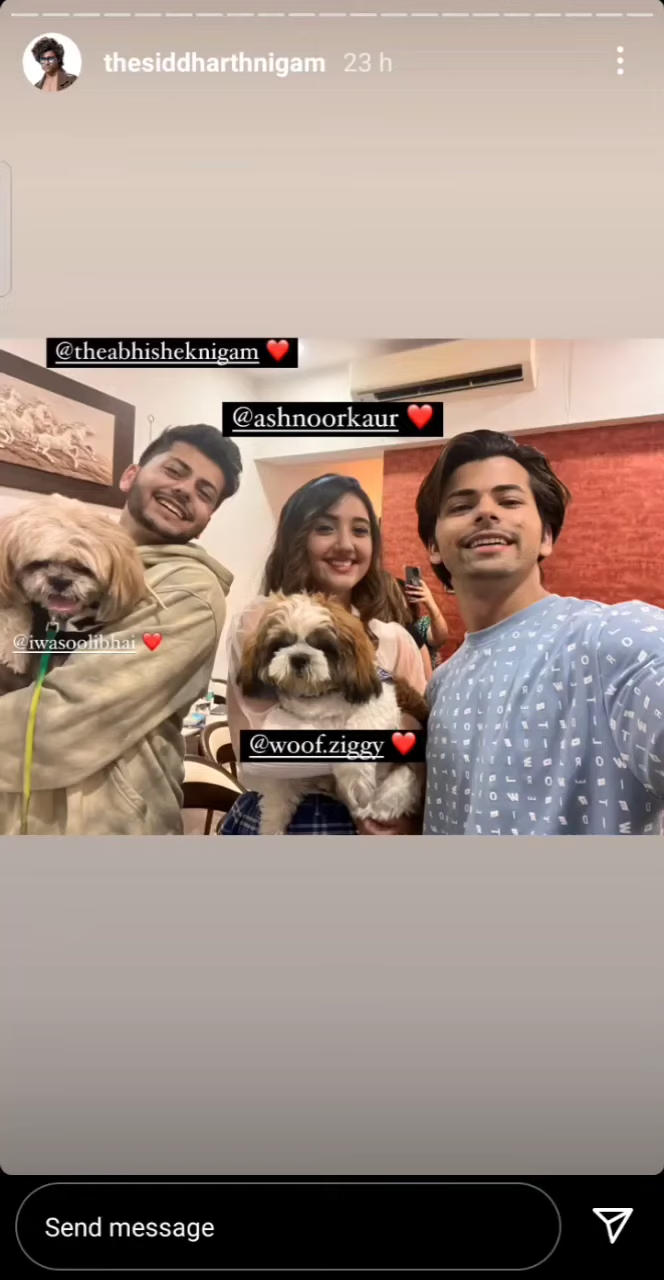 thesiddharthnigam 23 h
@theabhisheknigam ❤️
@ashnoorkaur ❤️
@iwasoolibhai ❤️
@woof.ziggy ❤️
Send message